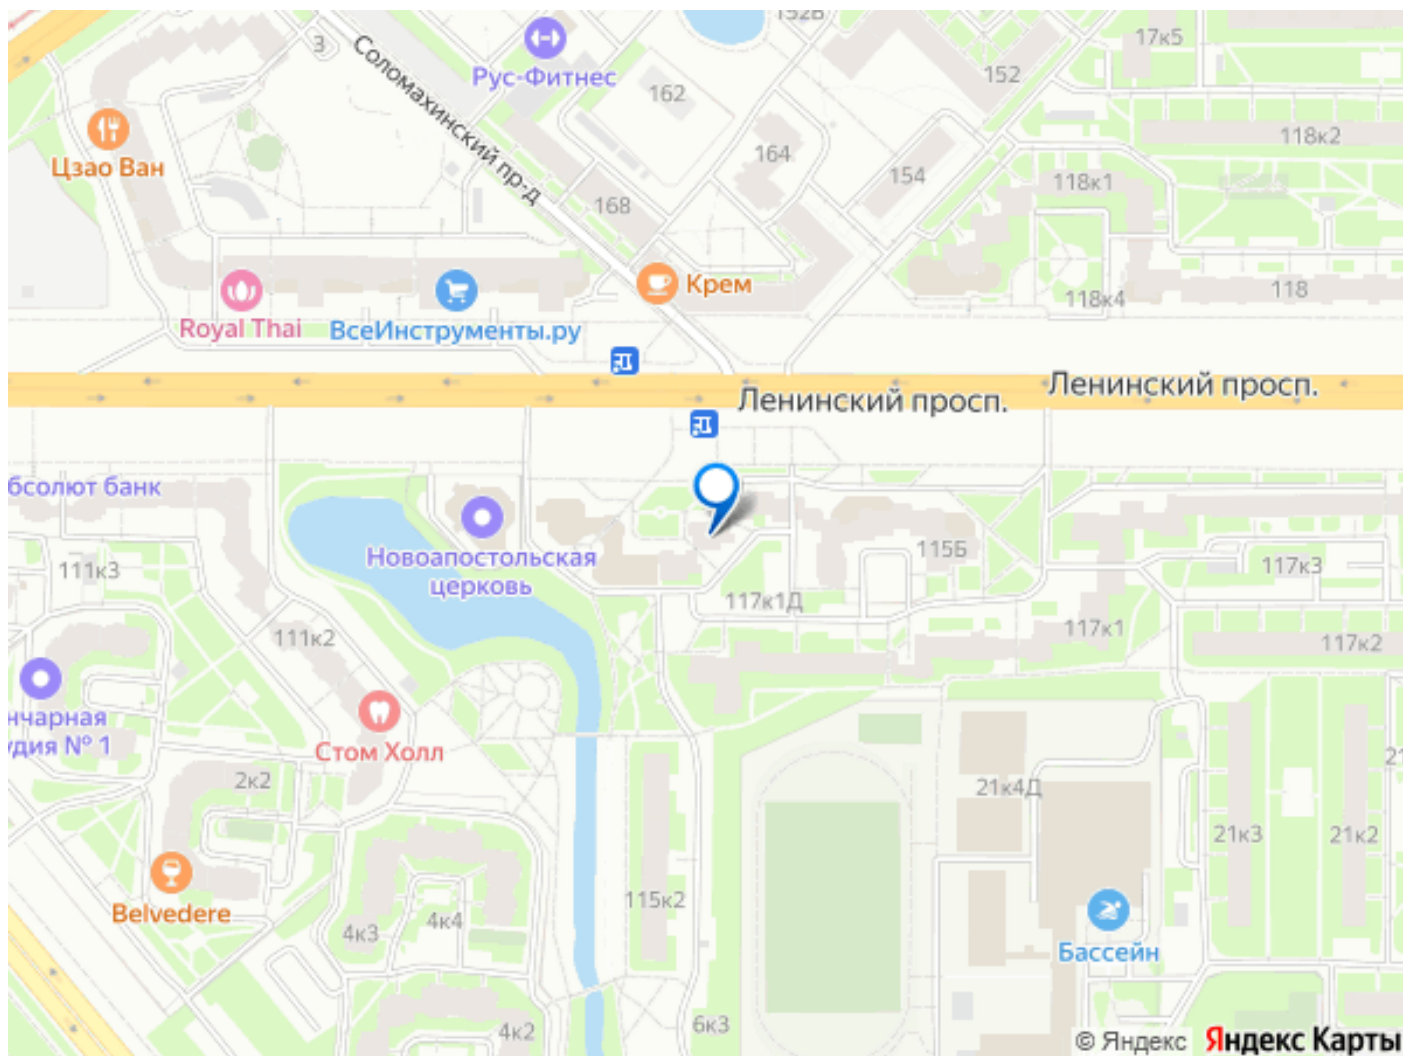 152В
3
Соломахинский пр-д
Рус-Фитнес
17к5
152
162
118к2
Цзао Ван
164
154
118к1
168
Крем
118к4
118
Royal Thai
ВсеИнструменты.ру
Ленинский просп.
Ленинский просп.
бсолют банк
Новоапостольская
церковь
115Б
111к3
117к3
117к1Д
111к2
117к1
117к2
нчарная
удия № 1
Стом Холл
2к2
21к4Д
21
21к3
21к2
Belvedere
115к2
4к3
4к4
Бассейн
4к2
6к3
© Яндекс Яндекс Карты